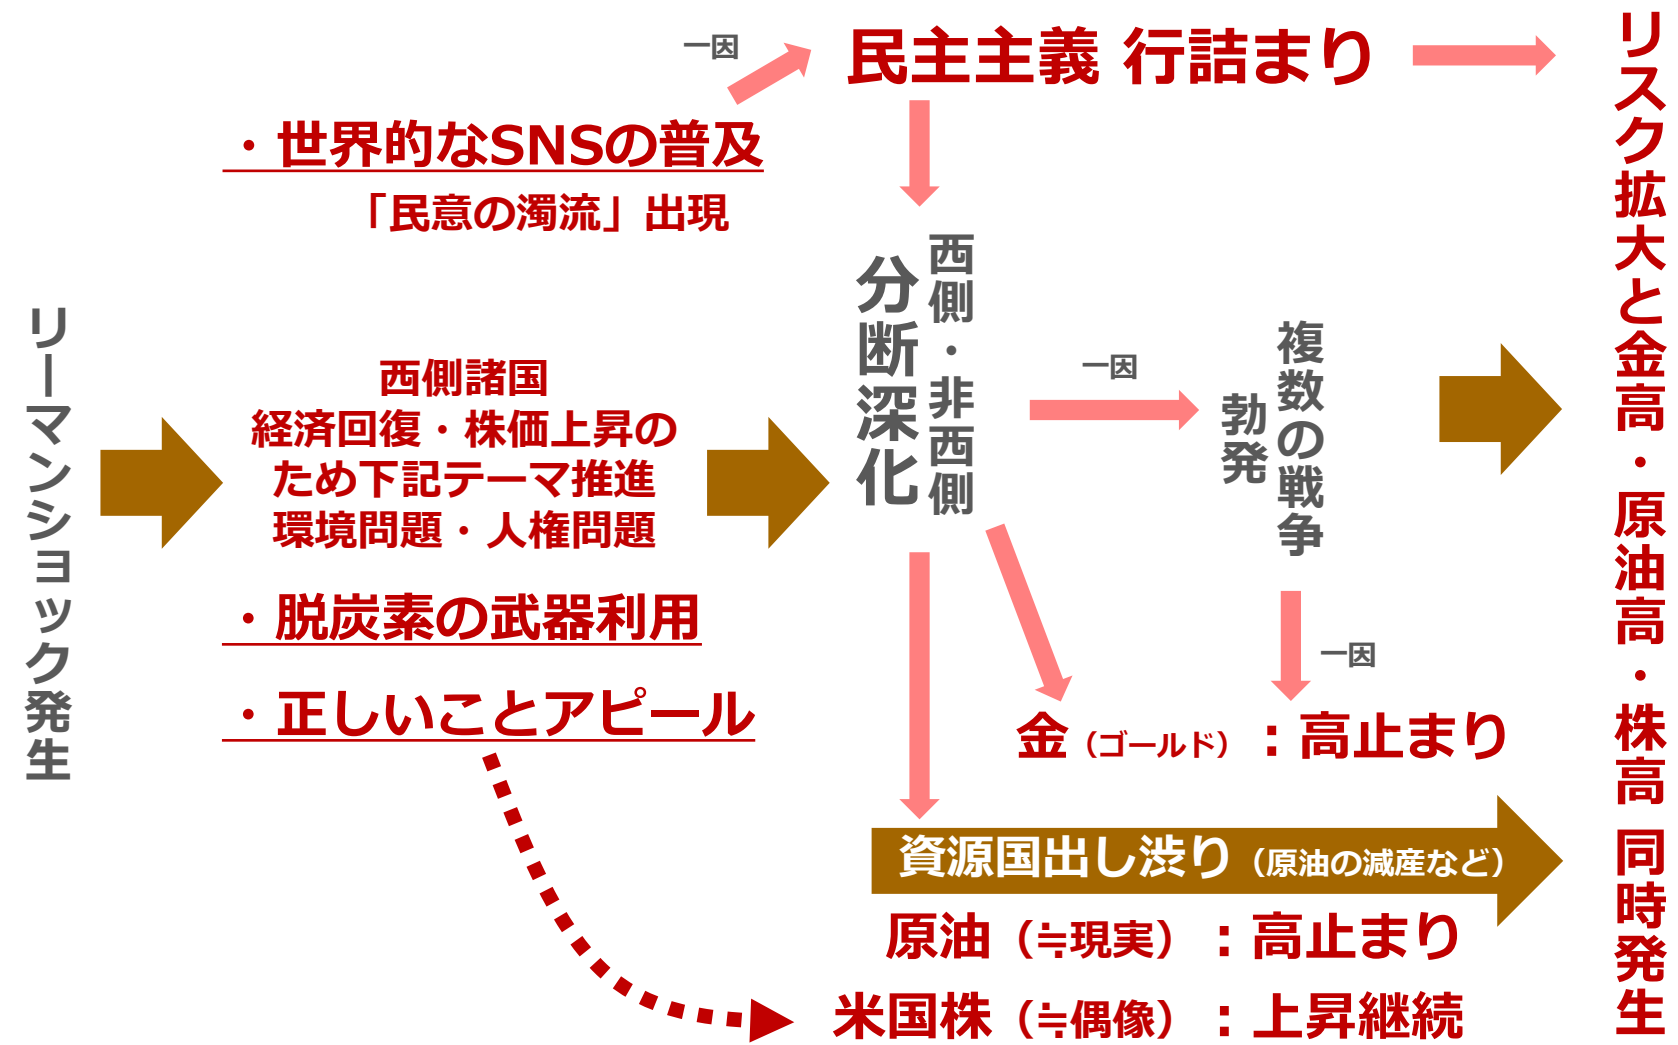 リーマンショック発生
一因
・世界的なSNSの普及
「民意の濁流」出現
西側諸国
経済回復・株価上昇の
ため下記テーマ推進
環境問題・人権問題
・脱炭素の武器利用
・正しいことアピール
民主主義 行詰まり
西側・非西側
分断深化
一因
複数の戦争
勃発
一因
金（ゴールド）：高止まり
資源国出し渋り（原油の減産など）
原油（≒現実）：高止まり
米国株（≒偶像）：上昇継続
リスク拡大と金高・原油高・株高 同時発生